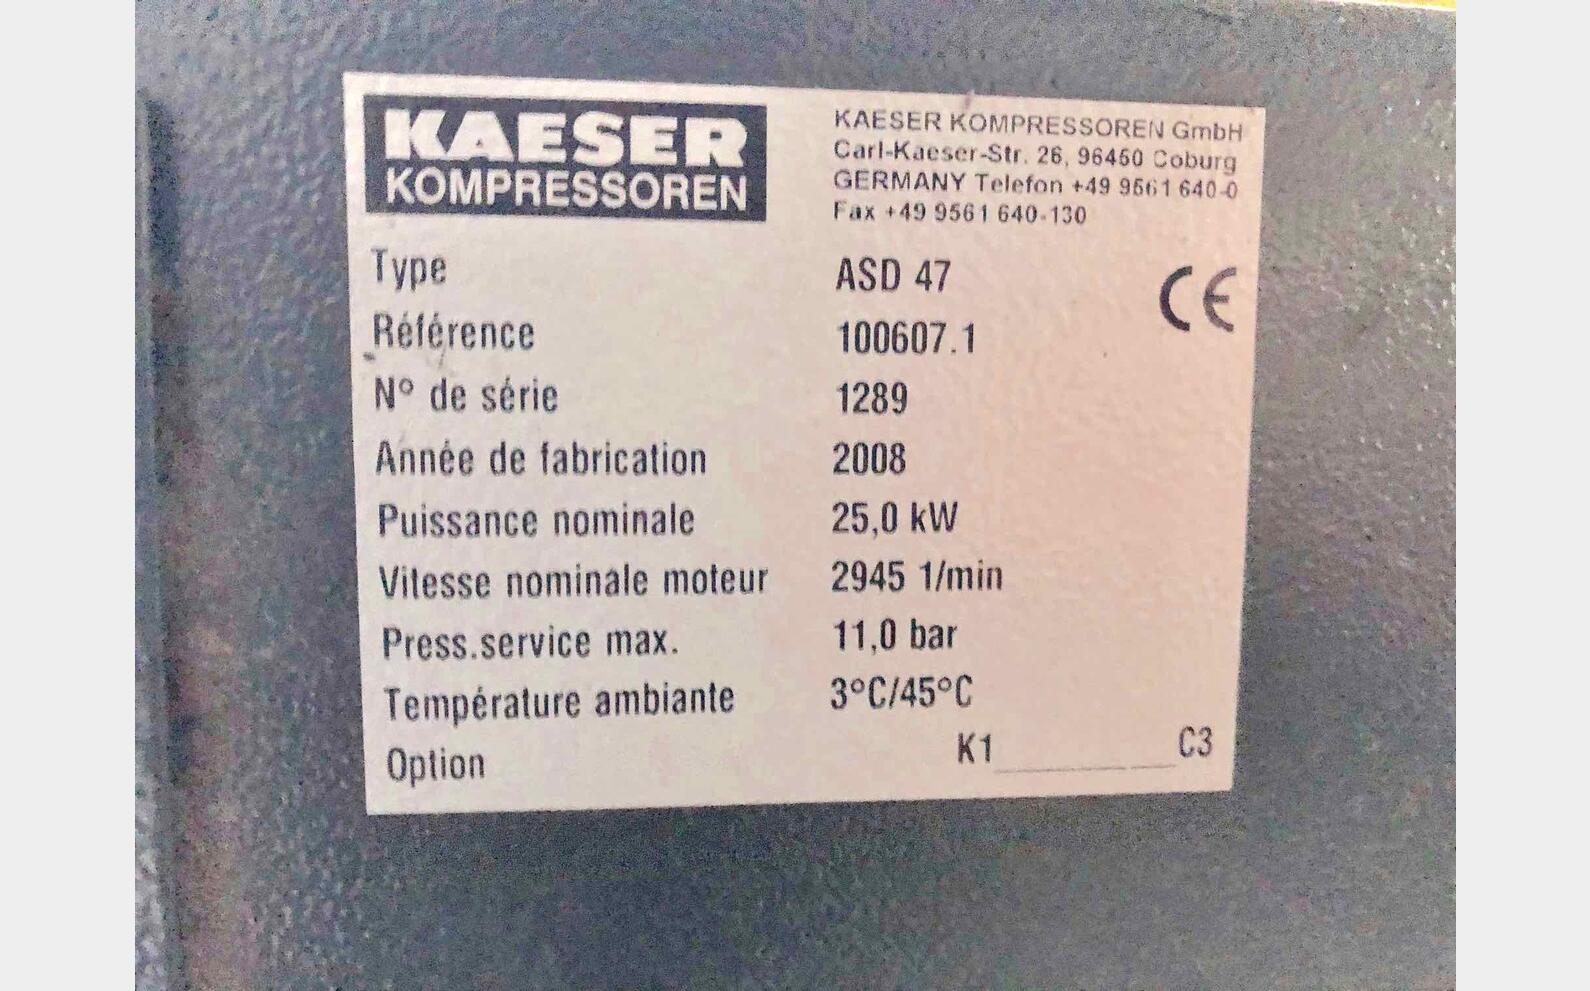 KAESER
KOMPRESSOREN
KAESER KOMPRESSOREN GmbH
Carl-Kaeser-Str. 26, 96450 Coburg
GERMANY Telefon +49 9561 640-0
Fax +49 9561 640-130
CE
Type ASD 47
Référence 100607.1
N° de série 1289
Année de fabrication 2008
Puissance nominale 25,0 kW
Vitesse nominale moteur 2945 1/min
Press.service max. 11,0 bar
Température ambiante 3°C/45°C
Option K1________ ___C3